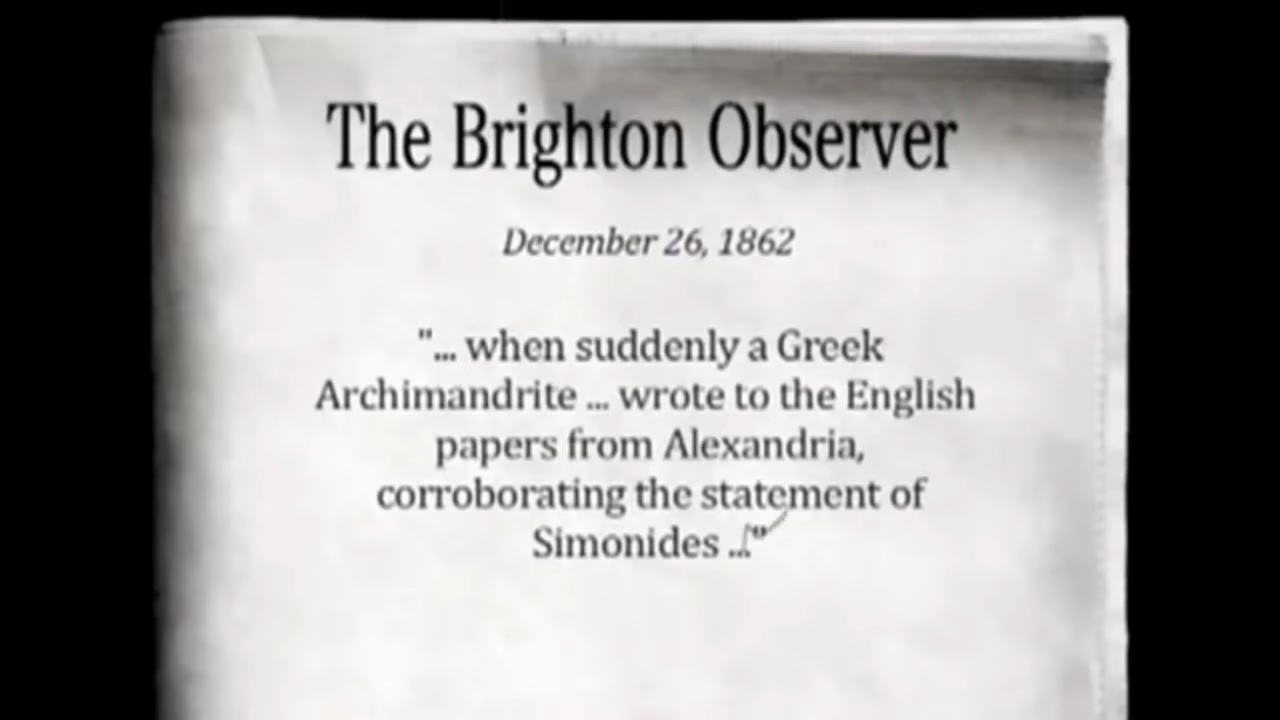 The Brighton Observer
December 26, 1862
"... when suddenly a Greek
Archimandrite ... wrote to the English
papers from Alexandria,
corroborating the statement of
Simonides ..."